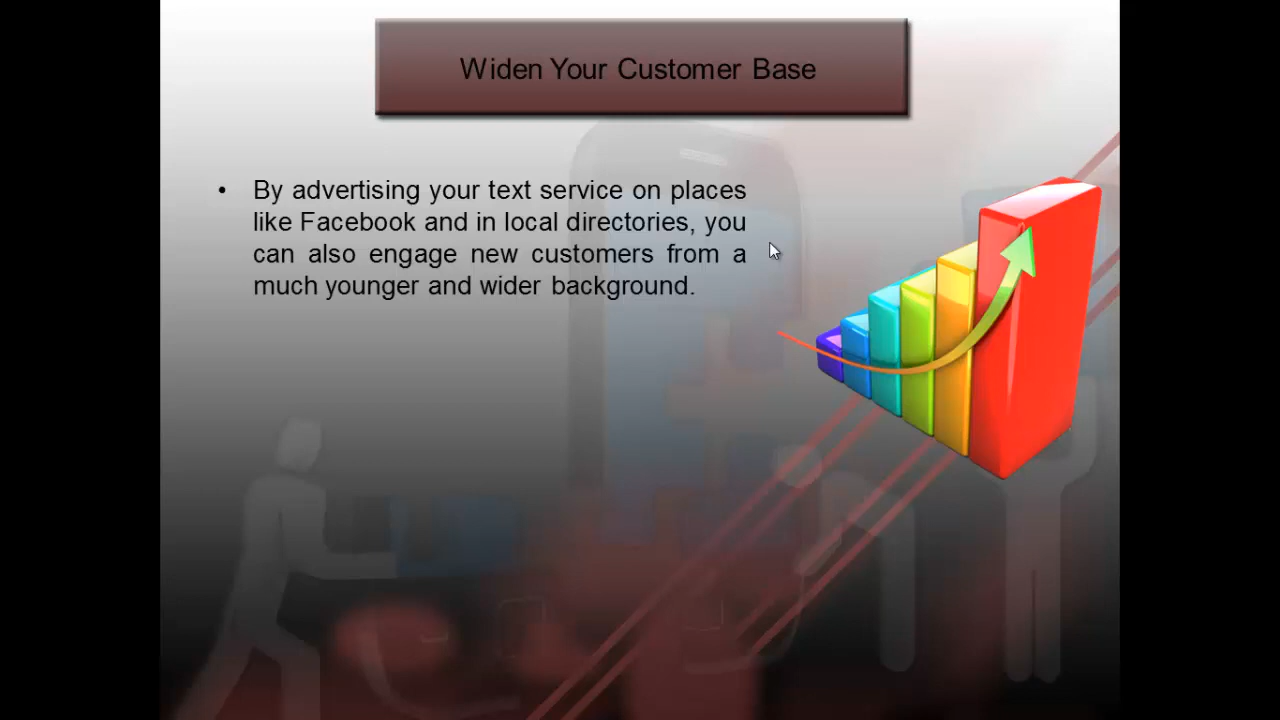 Widen Your Customer Base
• By advertising your text service on places
like Facebook and in local directories, you
can also engage new customers from a
much younger and wider background.